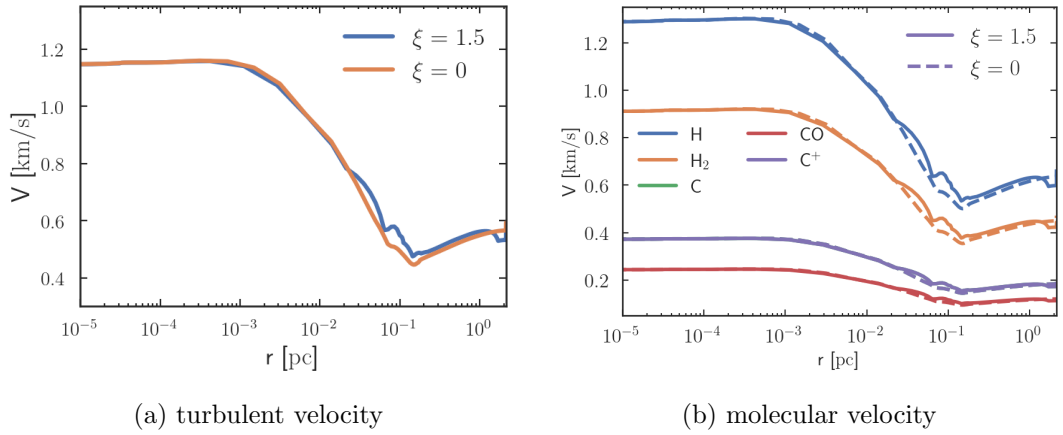 1.2
1.0
0.8
0.6
0.4
V [km/s]
ξ = 1.5
ξ = 0
10⁻⁵ 10⁻⁴ 10⁻³ 10⁻² 10⁻¹ 10⁰
r [pc]
(a) turbulent velocity
1.2
1.0
0.8
0.6
0.4
0.2
V [km/s]
ξ = 1.5
ξ = 0
H CO
H₂ C⁺
C
10⁻⁵ 10⁻⁴ 10⁻³ 10⁻² 10⁻¹ 10⁰
r [pc]
(b) molecular velocity